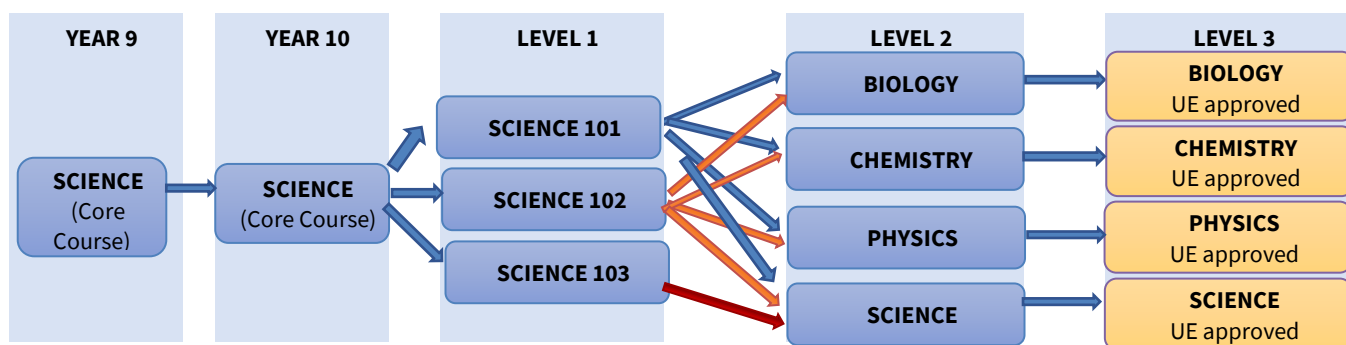 YEAR 9
YEAR 10
LEVEL 1
LEVEL 2
LEVEL 3
SCIENCE
(Core
Course)
SCIENCE
(Core Course)
SCIENCE 101
SCIENCE 102
SCIENCE 103
BIOLOGY
CHEMISTRY
PHYSICS
SCIENCE
BIOLOGY
UE approved
CHEMISTRY
UE approved
PHYSICS
UE approved
SCIENCE
UE approved